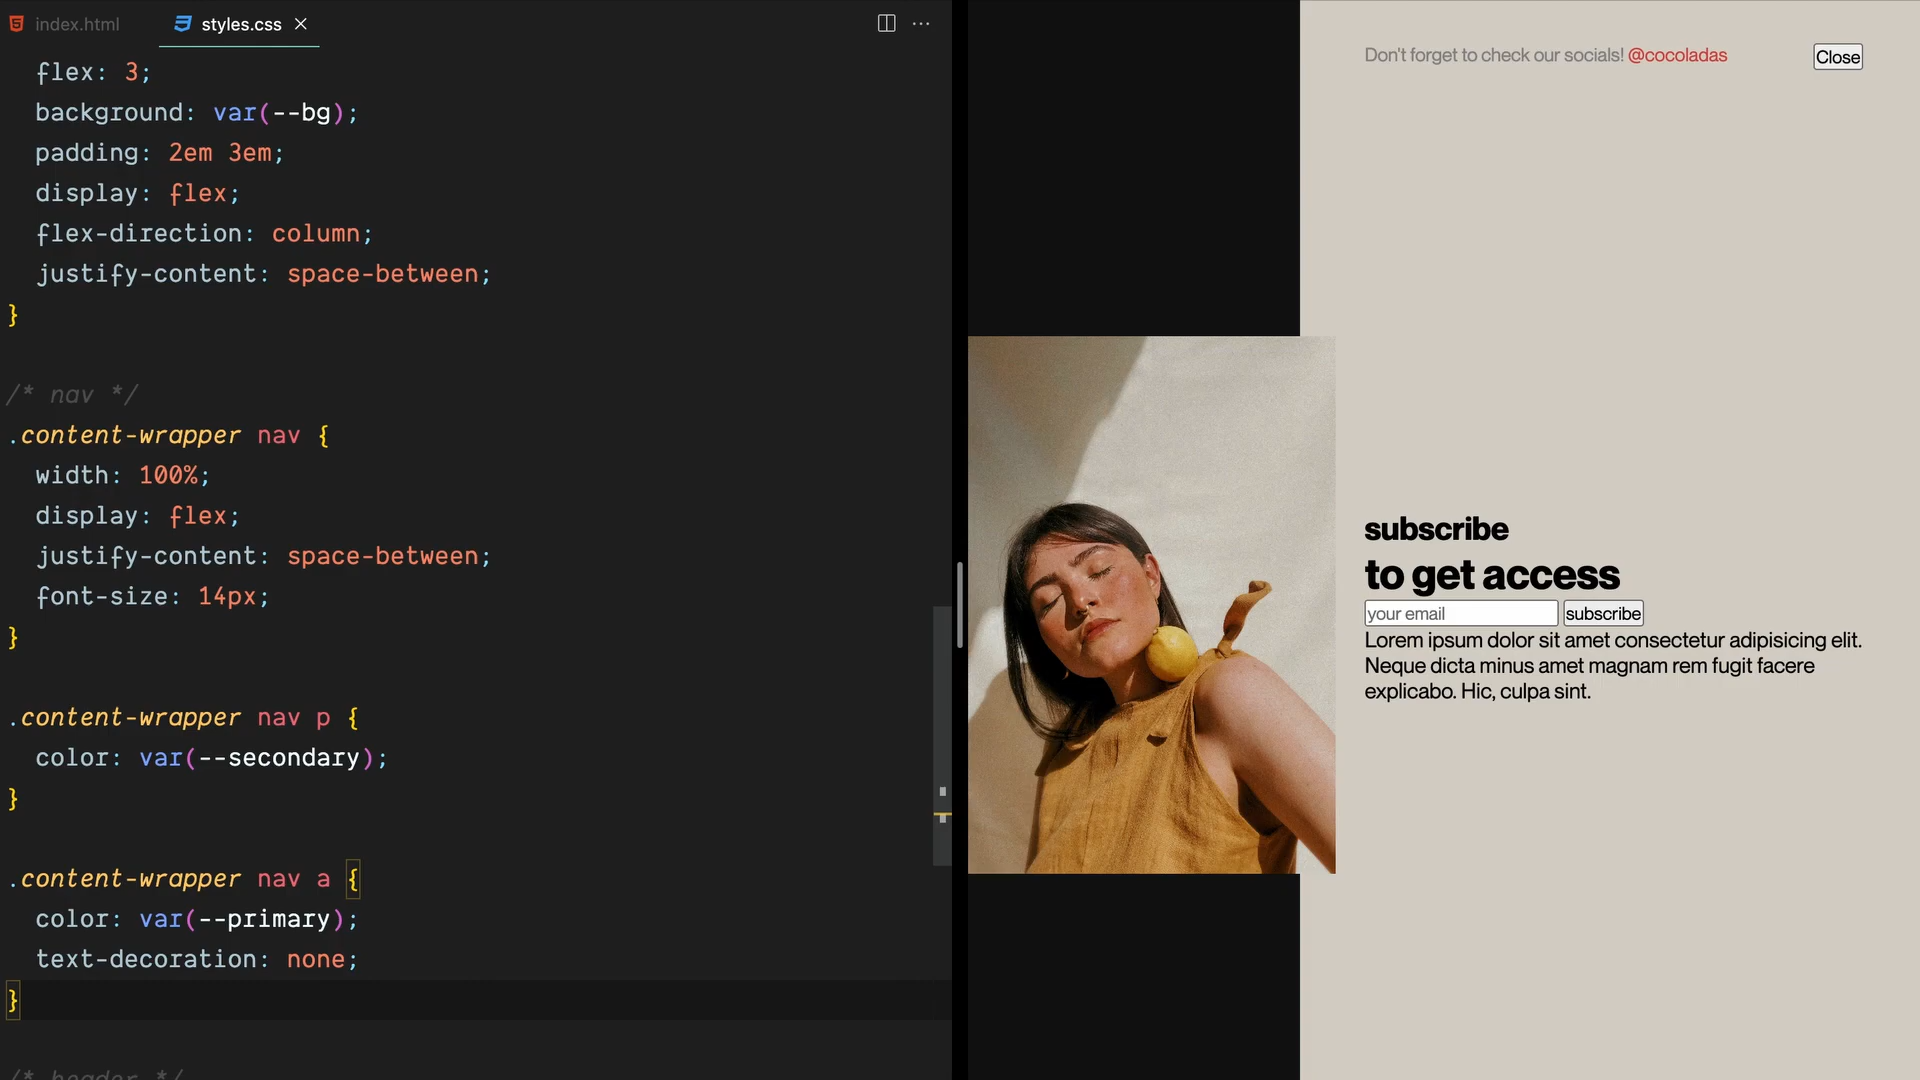 index.html
styles.css
flex: 3;
background: var(--bg);
padding: 2em 3em;
display: flex;
flex-direction: column;
justify-content: space-between;
}
/* nav */
.content-wrapper nav {
width: 100%;
display: flex;
justify-content: space-between;
font-size: 14px;
}
.content-wrapper nav p {
color: var(--secondary);
}
.content-wrapper nav a {
color: var(--primary);
text-decoration: none;
}
/* header */
Don't forget to check our socials! @cocoladas
Close
subscribe
to get access
your email
subscribe
Lorem ipsum dolor sit amet consectetur adipisicing elit.
Neque dicta minus amet magnam rem fugit facere
explicabo. Hic, culpa sint.